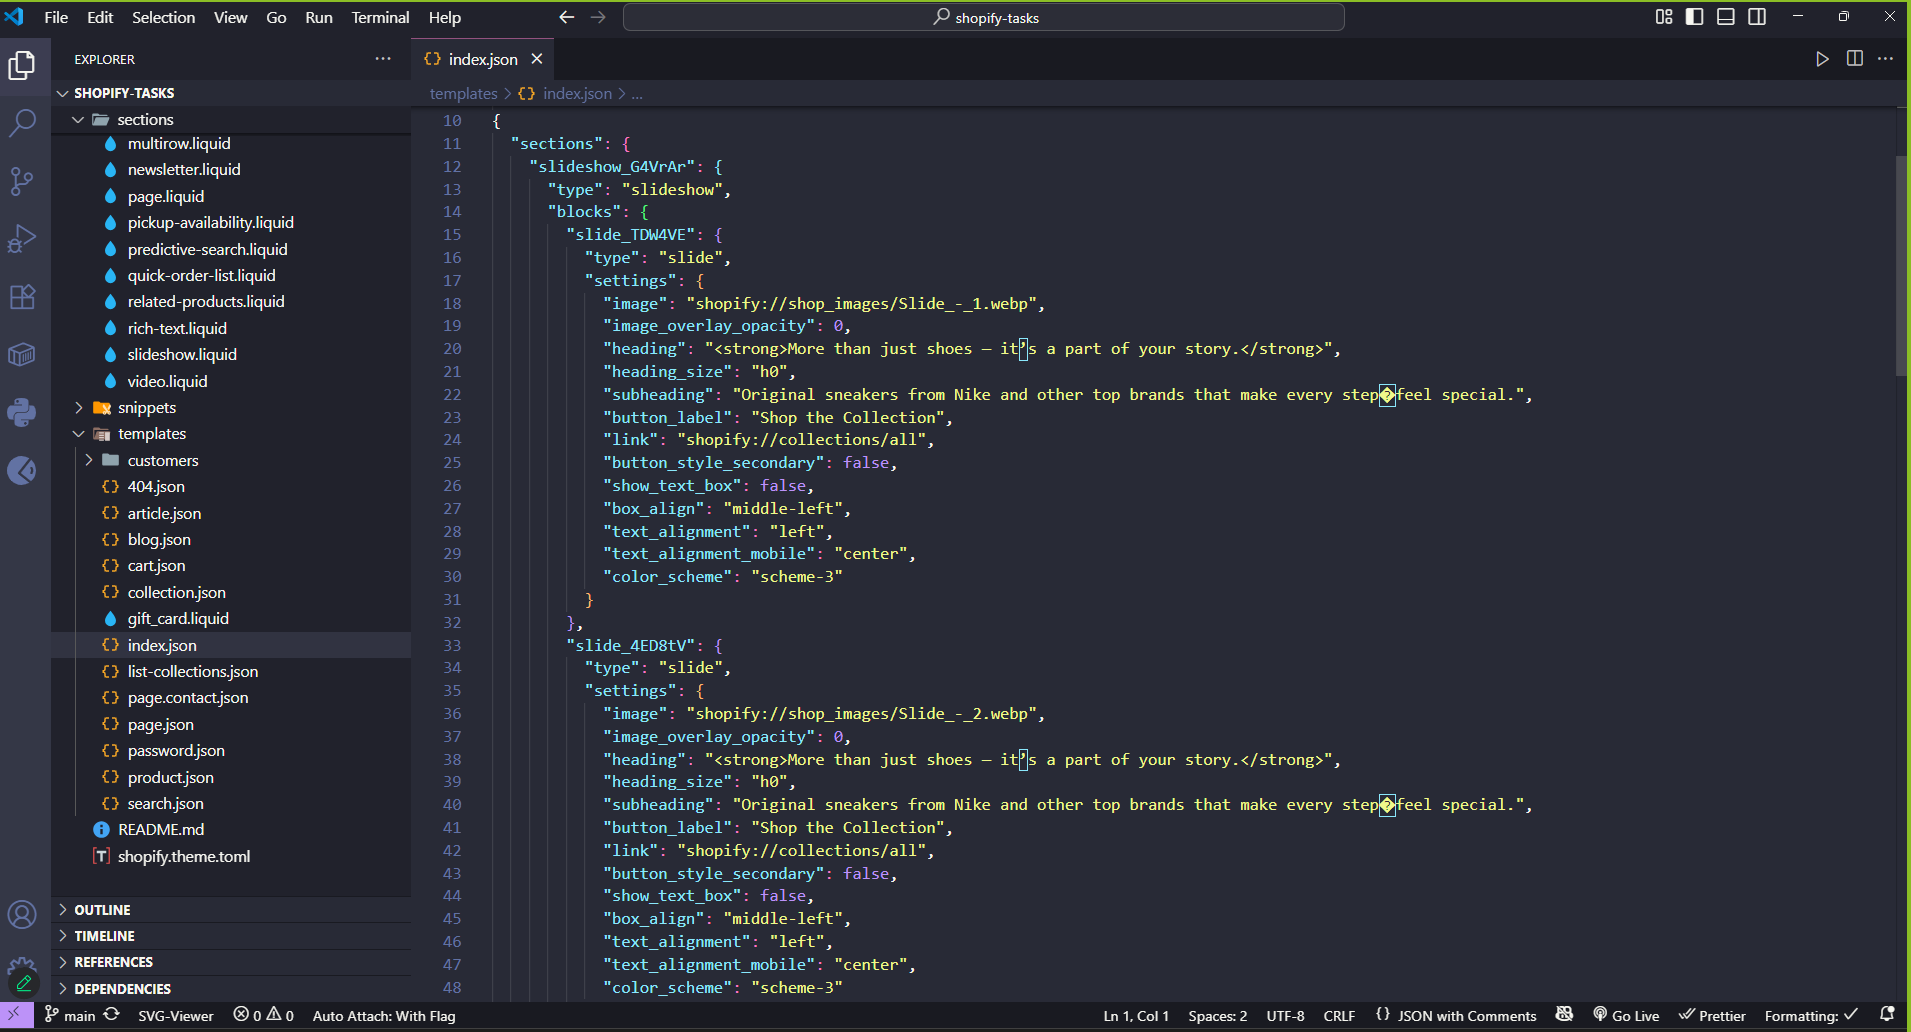 File Edit Selection View Go Run Terminal Help
shopify-tasks
EXPLORER
index.json
SHOPIFY-TASKS
templates > index.json > ...
sections
multirow.liquid
newsletter.liquid
page.liquid
pickup-availability.liquid
predictive-search.liquid
quick-order-list.liquid
related-products.liquid
rich-text.liquid
slideshow.liquid
video.liquid
snippets
templates
customers
404.json
article.json
blog.json
cart.json
collection.json
gift_card.liquid
index.json
list-collections.json
page.contact.json
page.json
password.json
product.json
search.json
README.md
shopify.theme.toml
OUTLINE
TIMELINE
REFERENCES
DEPENDENCIES
10 {
11 "sections": {
12 "slideshow_G4VrAr": {
13 "type": "slideshow",
14 "blocks": {
15 "slide_TDW4VE": {
16 "type": "slide",
17 "settings": {
18 "image": "shopify://shop_images/Slide_-_1.webp",
19 "image_overlay_opacity": 0,
20 "heading": "<strong>More than just shoes — it’s a part of your story.</strong>",
21 "heading_size": "h0",
22 "subheading": "Original sneakers from Nike and other top brands that make every step�feel special.",
23 "button_label": "Shop the Collection",
24 "link": "shopify://collections/all",
25 "button_style_secondary": false,
26 "show_text_box": false,
27 "box_align": "middle-left",
28 "text_alignment": "left",
29 "text_alignment_mobile": "center",
30 "color_scheme": "scheme-3"
31 }
32 },
33 "slide_4ED8tV": {
34 "type": "slide",
35 "settings": {
36 "image": "shopify://shop_images/Slide_-_2.webp",
37 "image_overlay_opacity": 0,
38 "heading": "<strong>More than just shoes — it’s a part of your story.</strong>",
39 "heading_size": "h0",
40 "subheading": "Original sneakers from Nike and other top brands that make every step�feel special.",
41 "button_label": "Shop the Collection",
42 "link": "shopify://collections/all",
43 "button_style_secondary": false,
44 "show_text_box": false,
45 "box_align": "middle-left",
46 "text_alignment": "left",
47 "text_alignment_mobile": "center",
48 "color_scheme": "scheme-3"
main SVG-Viewer 0 0 Auto Attach: With Flag Ln 1, Col 1 Spaces: 2 UTF-8 CRLF {} JSON with Comments Go Live Prettier Formatting: